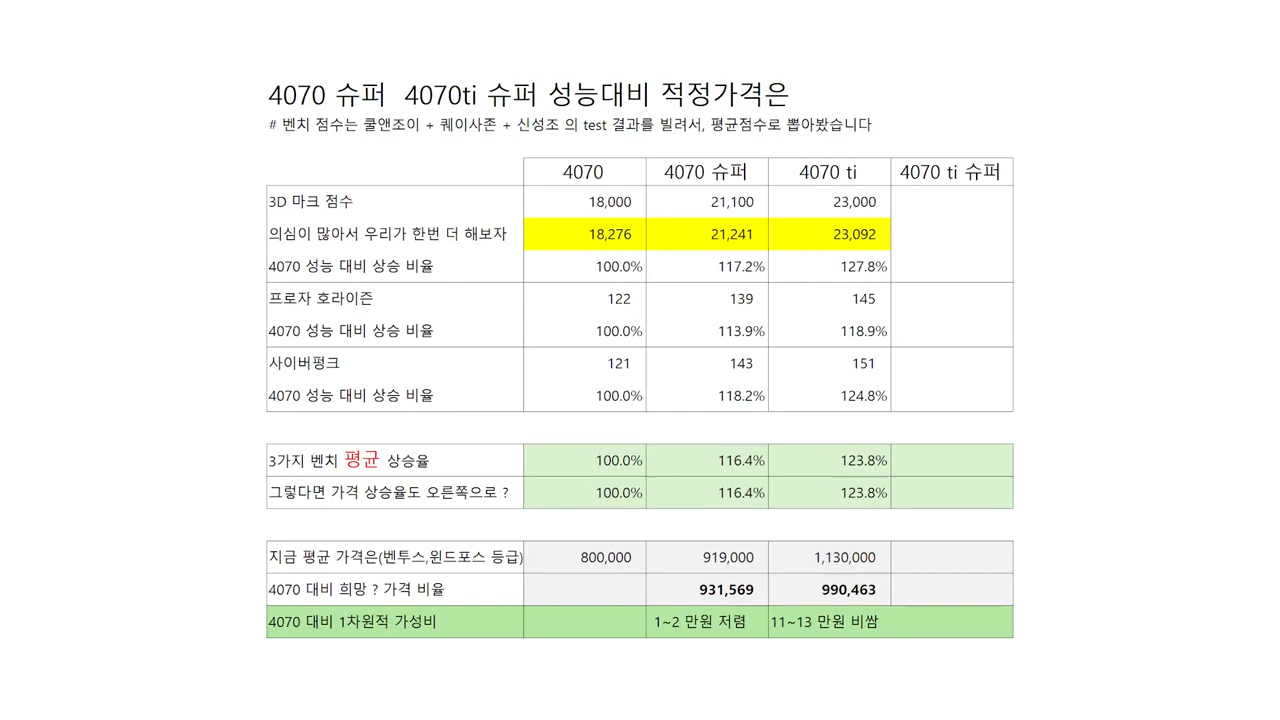 4070 슈퍼 4070ti 슈퍼 성능대비 적정가격은
# 벤치 점수는 쿨앤조이 + 퀘이사존 + 신성조 의 test 결과를 빌려서, 평균점수로 뽑아봤습니다
4070 4070 슈퍼 4070 ti 4070 ti 슈퍼
3D 마크 점수 18,000 21,100 23,000
의심이 많아서 우리가 한번 더 해보자 18,276 21,241 23,092
4070 성능 대비 상승 비율 100.0% 117.2% 127.8%
프로자 호라이즌 122 139 145
4070 성능 대비 상승 비율 100.0% 113.9% 118.9%
사이버펑크 121 143 151
4070 성능 대비 상승 비율 100.0% 118.2% 124.8%
3가지 벤치 평균 상승율 100.0% 116.4% 123.8%
그렇다면 가격 상승율도 오른쪽으로 ? 100.0% 116.4% 123.8%
지금 평균 가격은(벤투스,윈드포스 등급) 800,000 919,000 1,130,000
4070 대비 희망 ? 가격 비율 931,569 990,463
4070 대비 1차원적 가성비 1~2 만원 저렴 11~13 만원 비쌈